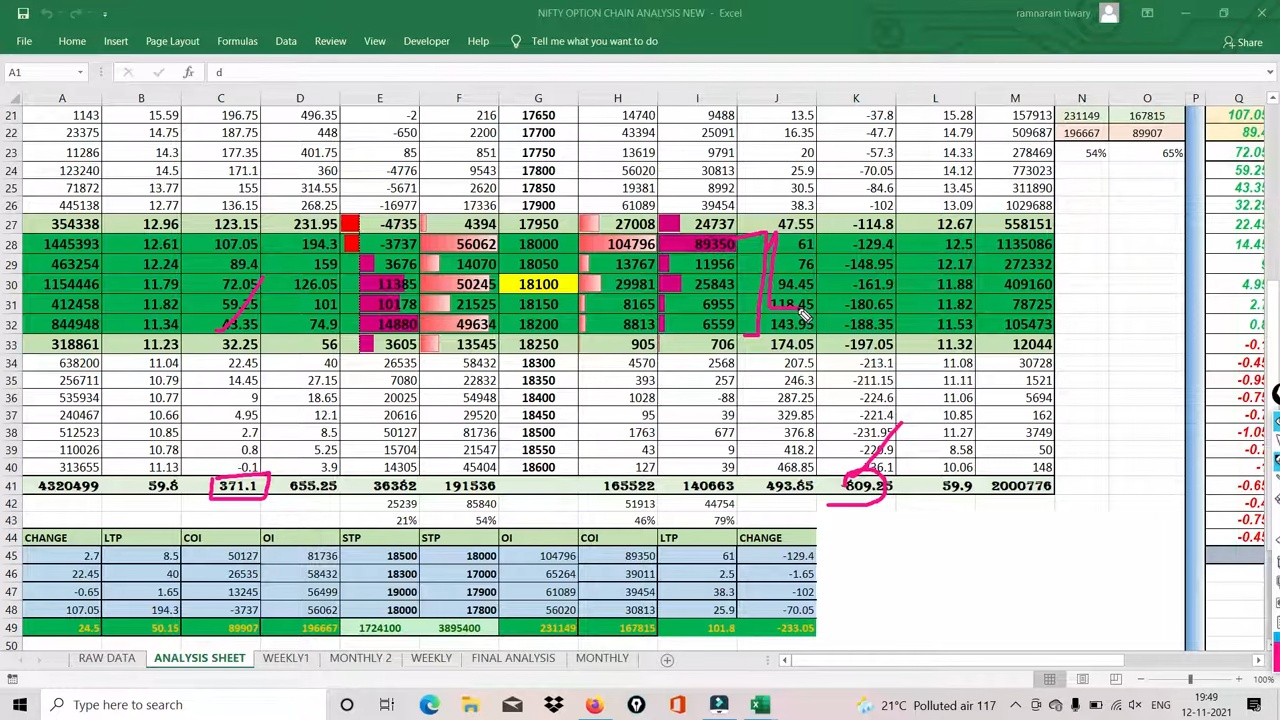 NIFTY OPTION CHAIN ANALYSIS NEW - Excel ramnarain tiwary
File Home Insert Page Layout Formulas Data Review View Developer Help Tell me what you want to do Share
A1 fx d
A B C D E F G H I J K L M N O P Q
21 1143 15.59 196.75 496.35 -2 216 17650 14740 9488 13.5 -37.8 15.28 157913 231149 167815 107.05
22 23375 14.75 187.75 448 -650 2200 17700 43394 25091 16.35 -47.7 14.79 509687 196667 89907 89.4
23 11286 14.3 177.35 401.75 85 851 17750 13619 9791 20 -57.3 14.33 278469 54% 65% 72.05
24 123240 14.5 171.1 360 -4776 9543 17800 56020 30813 25.9 -70.05 14.12 773023 59.25
25 71872 13.77 155 314.55 -5671 2620 17850 19381 8992 30.5 -84.6 13.45 311890 43.35
26 445138 12.77 136.15 268.25 -16977 17336 17900 61089 39454 38.3 -102 13.09 1029688 32.25
27 354338 12.96 123.15 231.95 -4735 4394 17950 27008 24737 47.55 -114.8 12.67 558151 22.45
28 1445393 12.61 107.05 194.3 -3737 56062 18000 104796 89350 61 -129.4 12.5 1135086 14.45
29 463254 12.24 89.4 159 3676 14070 18050 13767 11956 76 -148.95 12.17 272332
30 1154446 11.79 72.05 126.05 11385 50245 18100 29981 25843 94.45 -161.9 11.88 409160 4.95
31 412458 11.82 59.25 101 10178 21525 18150 8165 6955 118.45 -180.65 11.82 78725 2.7
32 844948 11.34 43.35 74.9 14880 49634 18200 8813 6559 143.95 -188.35 11.53 105473 0.8
33 318861 11.23 32.25 56 3605 13545 18250 905 706 174.05 -197.05 11.32 12044
34 638200 11.04 22.45 40 26535 58432 18300 4570 2568 207.5 -213.1 11.08 30728
35 256711 10.79 14.45 27.15 7080 22832 18350 393 257 246.3 -211.15 11.11 1521
36 535934 10.77 9 18.65 20025 54948 18400 1028 -88 287.25 -224.6 11.06 5694
37 240467 10.66 4.95 12.1 20616 29520 18450 95 39 329.85 -221.4 10.85 162
38 512523 10.85 2.7 8.5 50127 81736 18500 1763 677 376.8 -231.95 11.27 3749
39 110026 10.78 0.8 5.5 15704 21547 18550 43 9 418.2 8.58 50
40 313655 11.13 -0.1 3.9 14305 45404 18600 127 39 468.85 10.06 148
41 4320499 59.8 371.1 655.25 36382 191536 165522 140663 493.85 809.25 59.9 2000776
42 25239 85840 51913 44754
43 21% 54% 46% 79%
44 CHANGE LTP COI OI STP STP OI COI LTP CHANGE
45 2.7 8.5 50127 81736 18500 18000 104796 89350 61 -129.4
46 22.45 40 26535 58432 18300 17000 65264 39011 2.5 -1.65
47 -0.65 1.65 13245 56499 19000 17900 61089 39454 38.3 -102
48 107.05 194.3 -3737 56062 18000 17800 56020 30813 25.9 -70.05
49 24.5 50.15 89907 196667 1724100 3895400 231149 167815 101.8 -233.05
50
RAW DATA ANALYSIS SHEET WEEKLY1 MONTHLY 2 WEEKLY FINAL ANALYSIS MONTHLY
100%
Type here to search 21°C Polluted air 117 ENG 19:49
12-11-2021